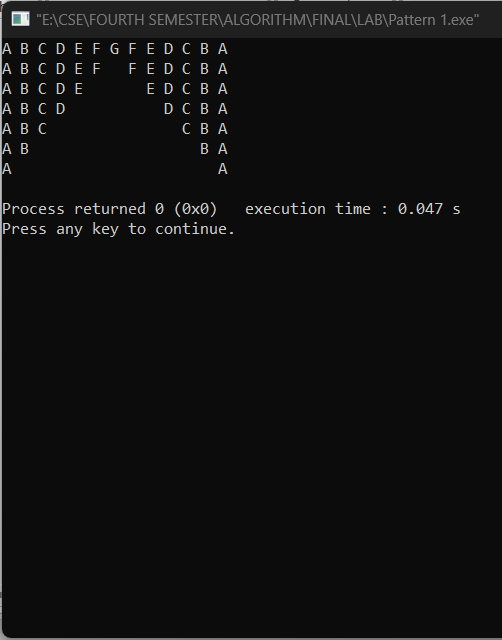 "E:\CSE\FOURTH SEMESTER\ALGORITHM\FINAL\LAB\Pattern 1.exe"
A B C D E F G F E D C B A
A B C D E F   F E D C B A
A B C D E       E D C B A
A B C D           D C B A
A B C               C B A
A B                   B A
A                       A
Process returned 0 (0x0)   execution time : 0.047 s
Press any key to continue.